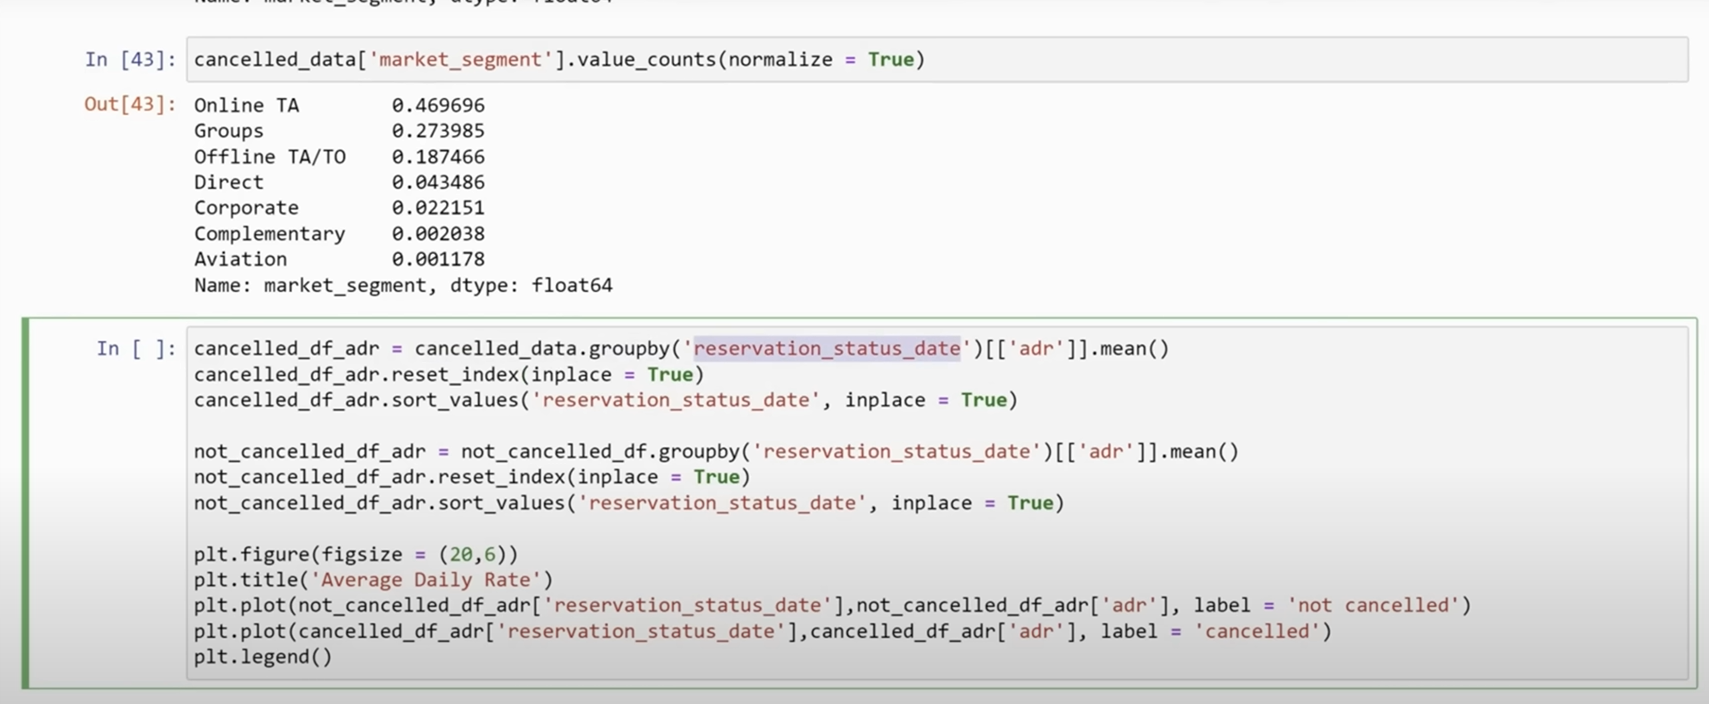 Name: market_segment, dtype: float64
In [43]: cancelled_data['market_segment'].value_counts(normalize = True)
Out[43]: Online TA 0.469696
Groups 0.273985
Offline TA/TO 0.187466
Direct 0.043486
Corporate 0.022151
Complementary 0.002038
Aviation 0.001178
Name: market_segment, dtype: float64
In [ ]: cancelled_df_adr = cancelled_data.groupby('reservation_status_date')[['adr']].mean()
cancelled_df_adr.reset_index(inplace = True)
cancelled_df_adr.sort_values('reservation_status_date', inplace = True)
not_cancelled_df_adr = not_cancelled_df.groupby('reservation_status_date')[['adr']].mean()
not_cancelled_df_adr.reset_index(inplace = True)
not_cancelled_df_adr.sort_values('reservation_status_date', inplace = True)
plt.figure(figsize = (20,6))
plt.title('Average Daily Rate')
plt.plot(not_cancelled_df_adr['reservation_status_date'],not_cancelled_df_adr['adr'], label = 'not cancelled')
plt.plot(cancelled_df_adr['reservation_status_date'],cancelled_df_adr['adr'], label = 'cancelled')
plt.legend()